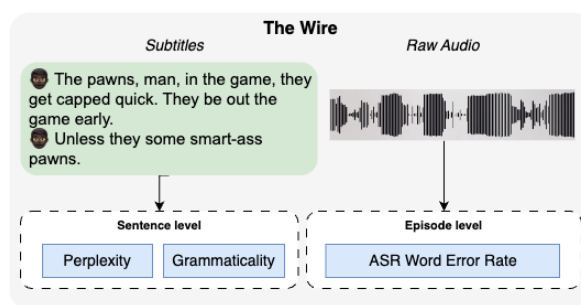 The Wire
Subtitles
Raw Audio
The pawns, man, in the game, they
get capped quick. They be out the
game early.
Unless they some smart-ass
pawns.
Sentence level
Episode level
Perplexity
Grammaticality
ASR Word Error Rate